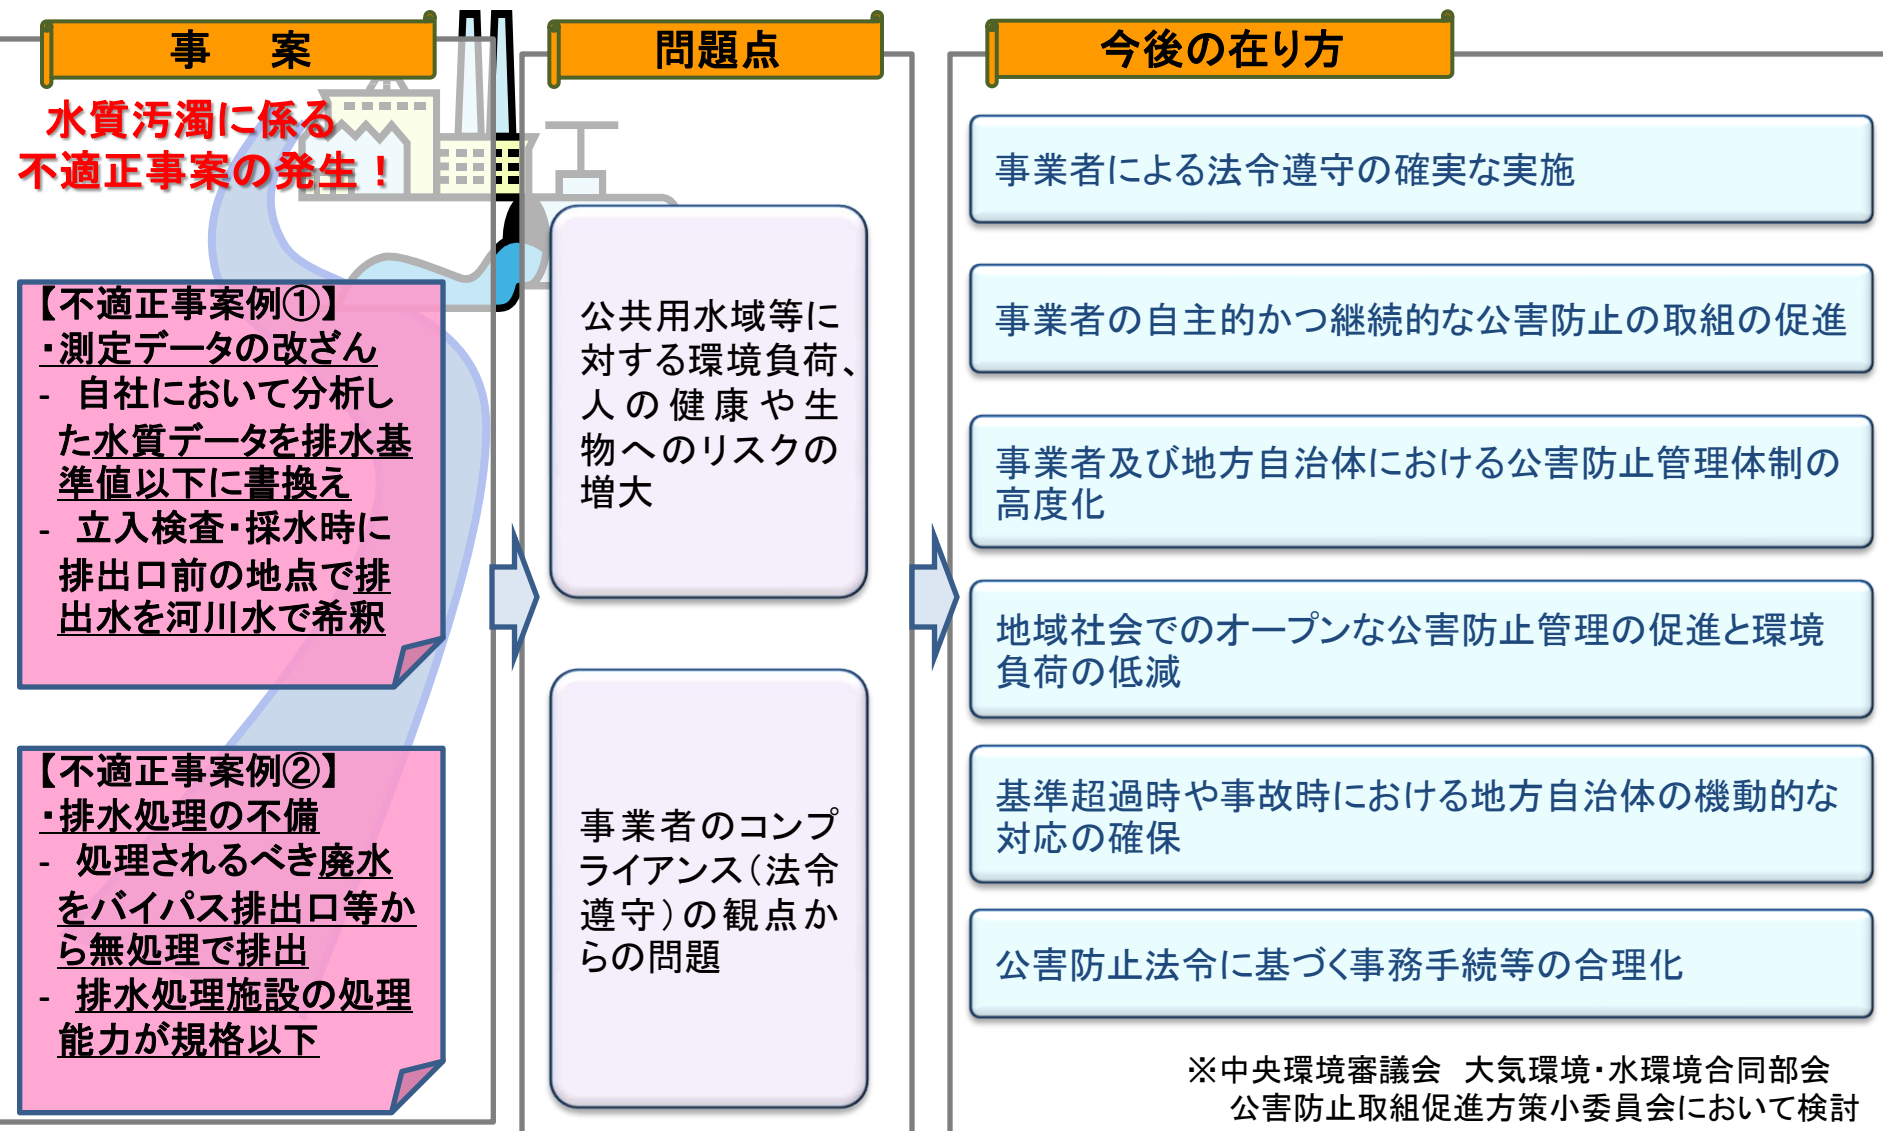 事　案
水質汚濁に係る
不適正事案の発生！
【不適正事案例①】
・測定データの改ざん
- 自社において分析し
た水質データを排水基
準値以下に書換え
- 立入検査・採水時に
排出口前の地点で排
出水を河川水で希釈
【不適正事案例②】
・排水処理の不備
- 処理されるべき廃水
をバイパス排出口等か
ら無処理で排出
- 排水処理施設の処理
能力が規格以下
問題点
公共用水域等に
対する環境負荷、
人の健康や生
物へのリスクの
増大
事業者のコンプ
ライアンス（法令
遵守）の観点か
らの問題
今後の在り方
事業者による法令遵守の確実な実施
事業者の自主的かつ継続的な公害防止の取組の促進
事業者及び地方自治体における公害防止管理体制の
高度化
地域社会でのオープンな公害防止管理の促進と環境
負荷の低減
基準超過時や事故時における地方自治体の機動的な
対応の確保
公害防止法令に基づく事務手続等の合理化
※中央環境審議会　大気環境・水環境合同部会
公害防止取組促進方策小委員会において検討